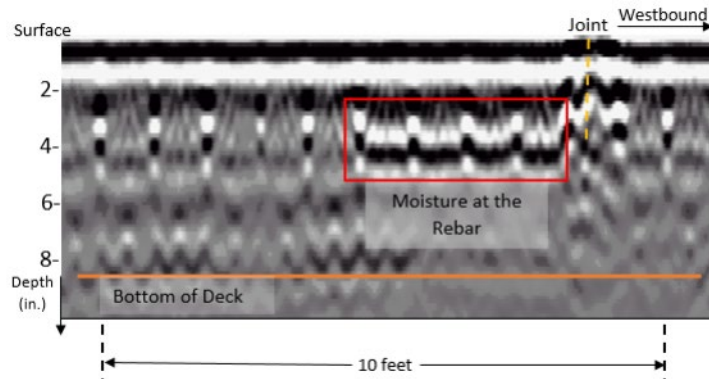 Surface
Joint
Westbound
2-
4-
6-
8-
Depth
(in.)
Moisture at the
Rebar
Bottom of Deck
10 feet